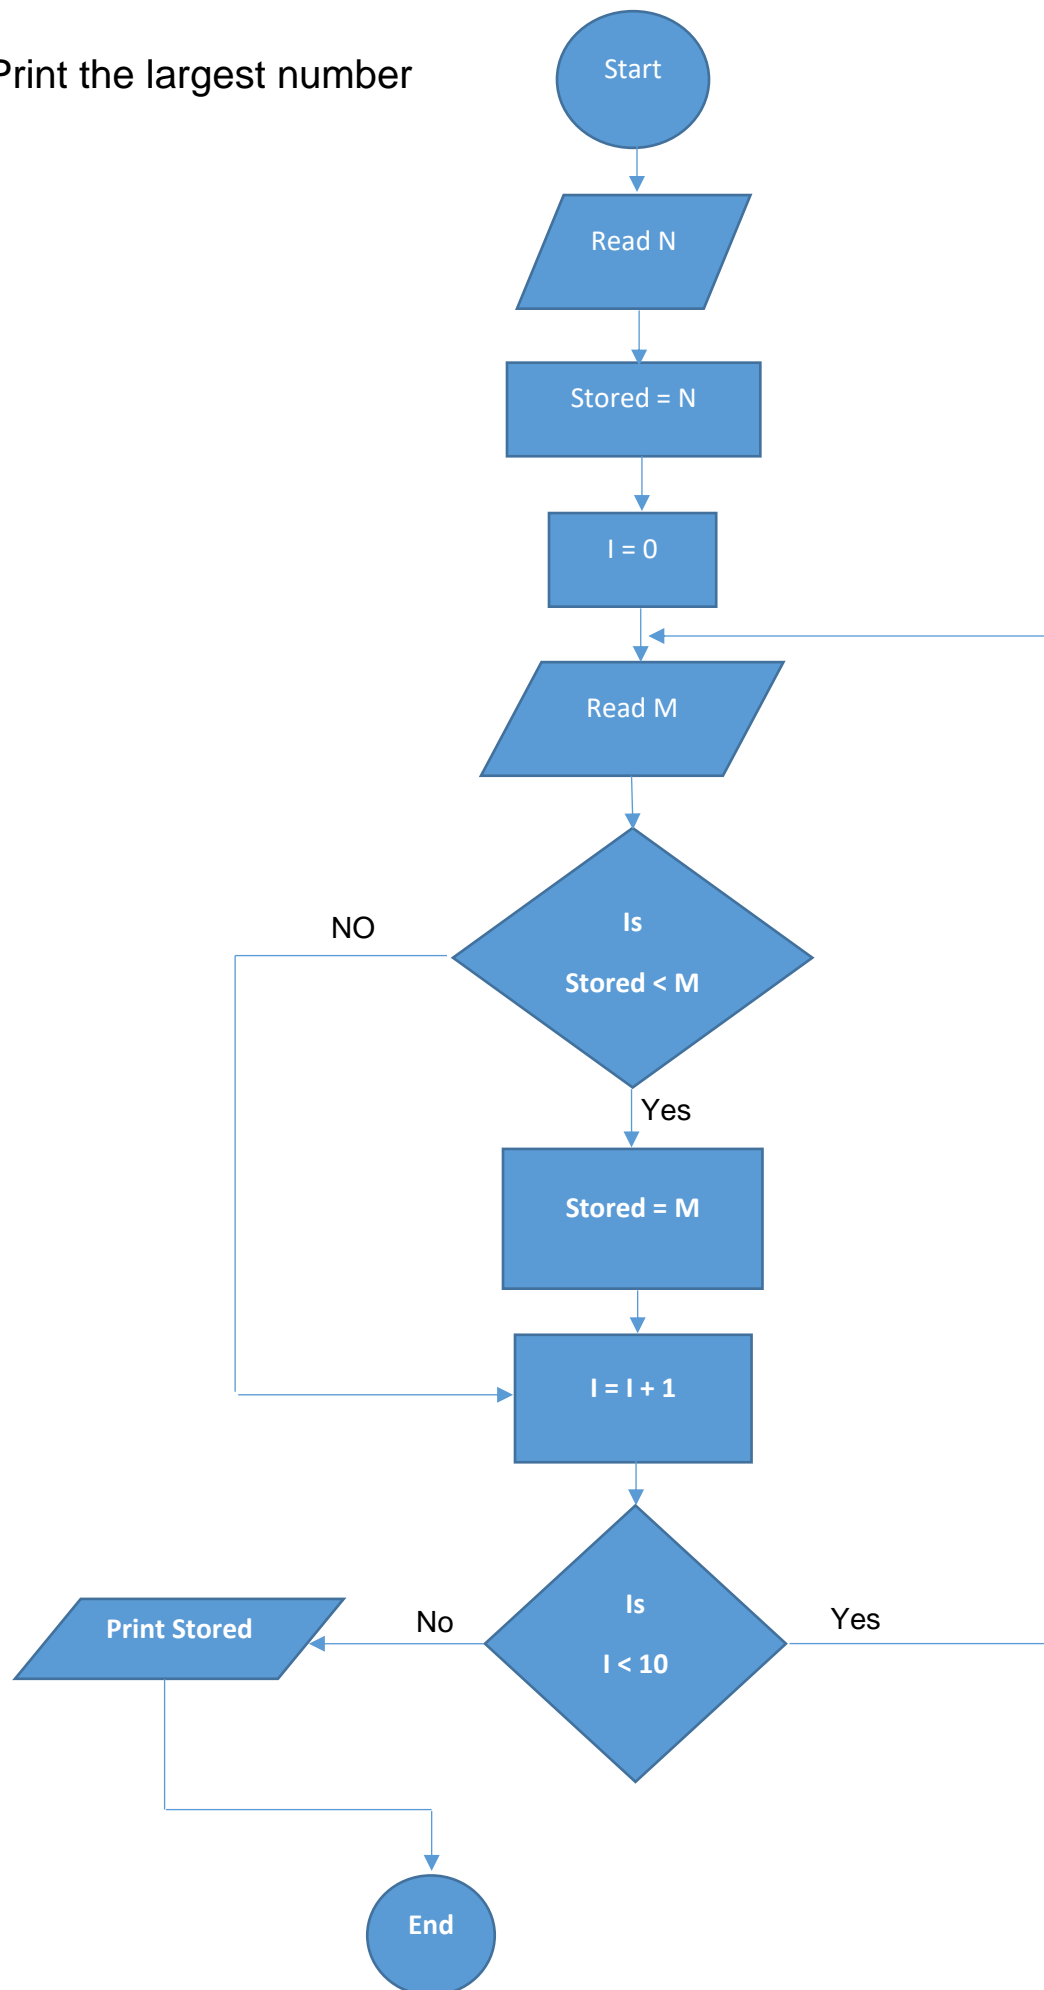 Print the largest number
Start
Read N
Stored = N
I = 0
Read M
Is
Stored < M
NO
Yes
Stored = M
I = I + 1
Is
I < 10
No
Yes
Print Stored
End